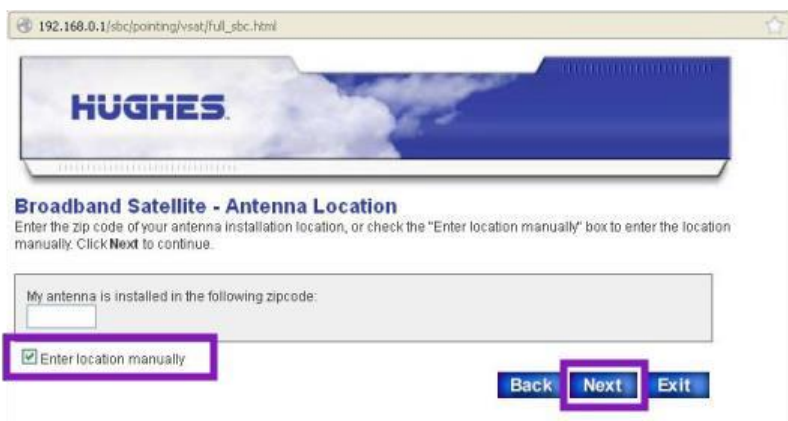 192.168.0.1/sbc/pointing/vsat/full_sbc.html
HUGHES.
Broadband Satellite - Antenna Location
Enter the zip code of your antenna installation location, or check the "Enter location manually" box to enter the location
manually. Click Next to continue.
My antenna is installed in the following zipcode:
Enter location manually
Back Next Exit